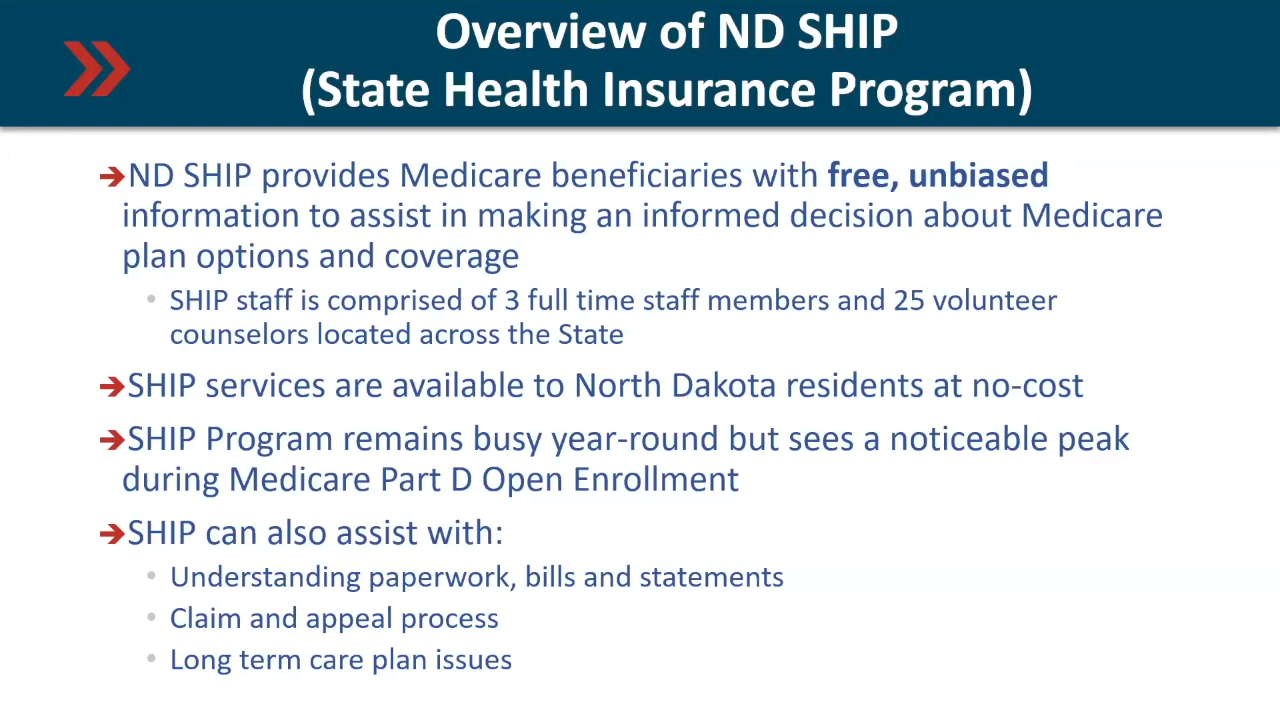 Overview of ND SHIP
(State Health Insurance Program)
ND SHIP provides Medicare beneficiaries with free, unbiased
information to assist in making an informed decision about Medicare
plan options and coverage
SHIP staff is comprised of 3 full time staff members and 25 volunteer
counselors located across the State
SHIP services are available to North Dakota residents at no-cost
SHIP Program remains busy year-round but sees a noticeable peak
during Medicare Part D Open Enrollment
SHIP can also assist with:
Understanding paperwork, bills and statements
Claim and appeal process
Long term care plan issues